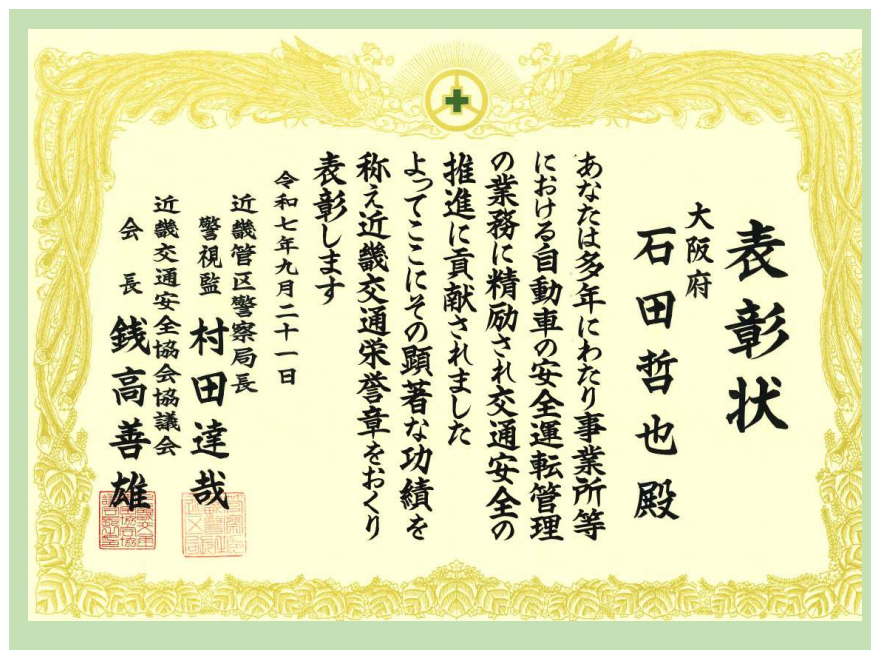 表彰状
大阪府
石田哲也殿
あなたは多年にわたり事業所等
における自動車の安全運転管理
の業務に精励され交通安全の
推進に貢献されました
よってここにその顕著な功績を
称え近畿交通栄誉章をおくり
表彰します
令和七年九月二十一日
近畿管区警察局長
警視監 村田達哉
近畿交通安全協会協議会
会長 銭高善雄